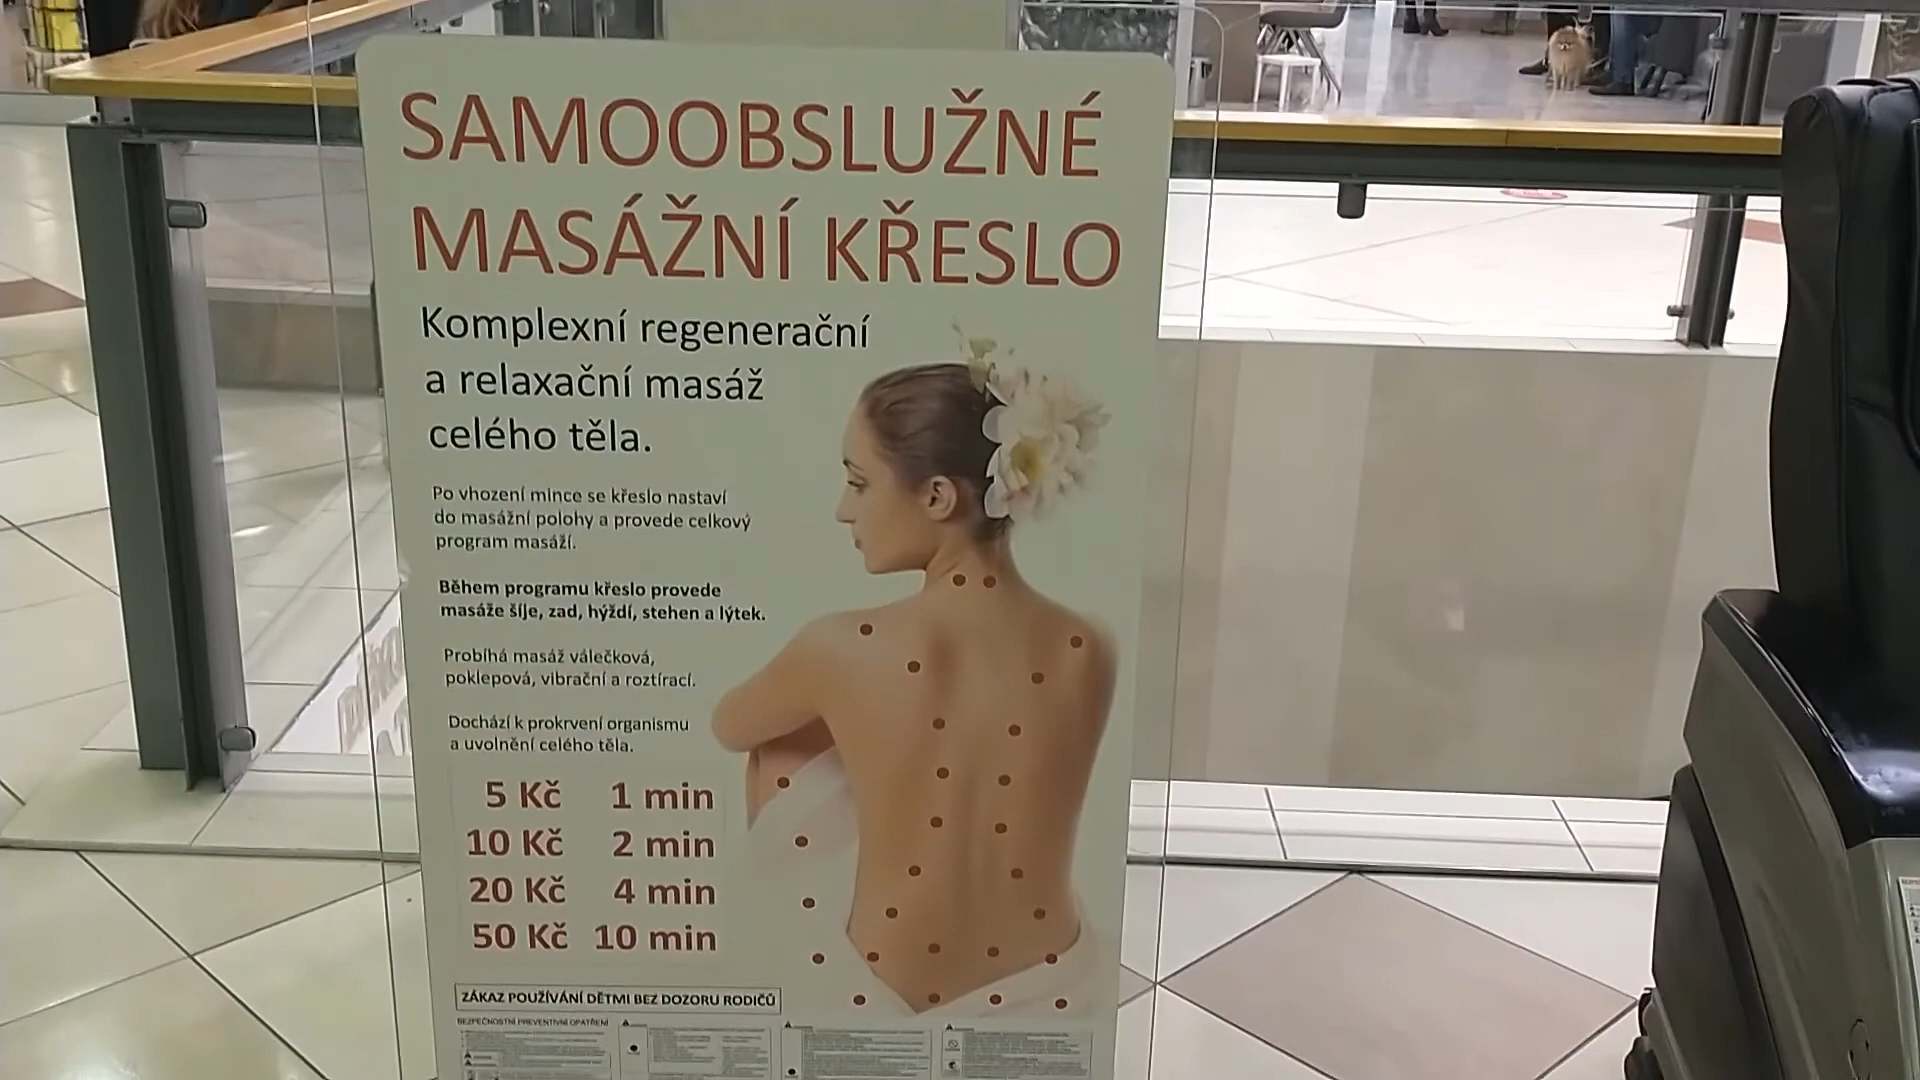 SAMOOBSLUŽNÉ
MASÁŽNÍ KŘESLO
Komplexní regenerační
a relaxační masáž
celého těla.
Po vhození mince se křeslo nastaví
do masážní polohy a provede celkový
program masáží.
Během programu křeslo provede
masáže šíje, zad, hýždí, stehen a lýtek.
Probíhá masáž válečková,
poklepová, vibrační a roztírací.
Dochází k prokrvení organismu
a uvolnění celého těla.
5 Kč 1 min
10 Kč 2 min
20 Kč 4 min
50 Kč 10 min
ZÁKAZ POUŽÍVÁNÍ DĚTMI BEZ DOZORU RODIČŮ
BEZPEČNOSTNÍ PREVENTIVNÍ OPATŘENÍ